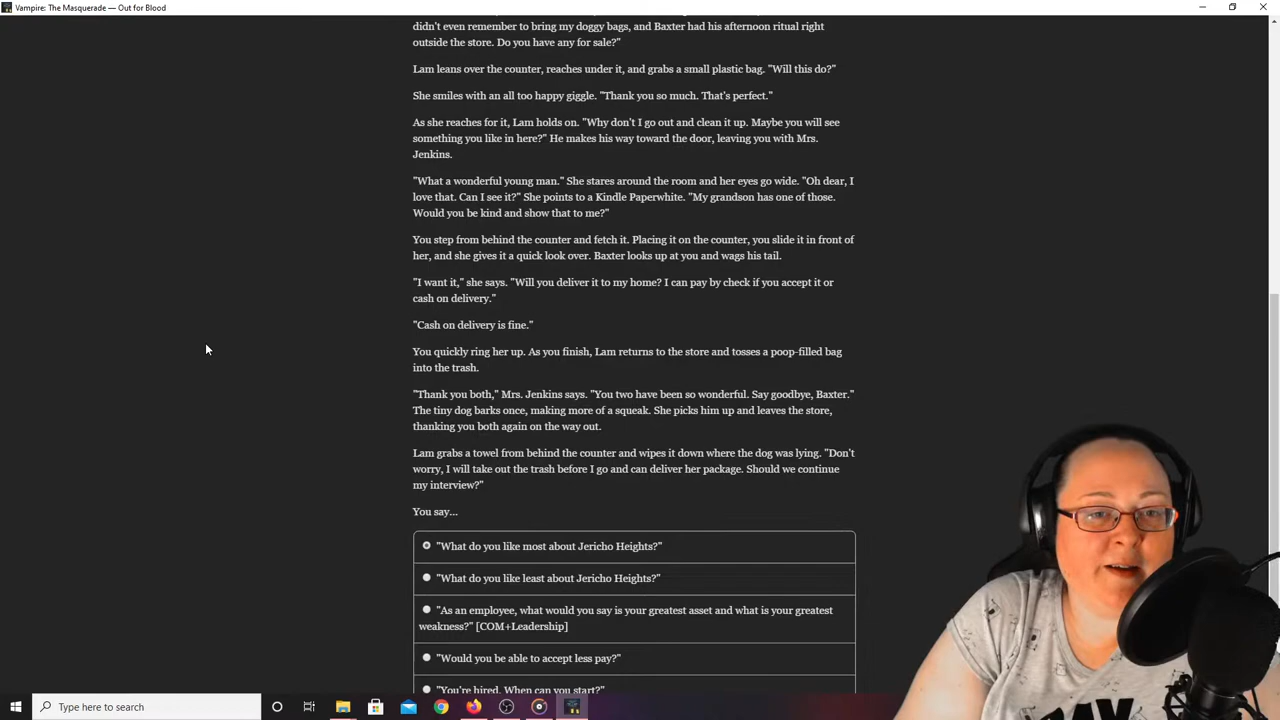 Vampire: The Masquerade — Out for Blood
didn't even remember to bring my doggy bags, and Baxter had his afternoon ritual right
outside the store. Do you have any for sale?"
Lam leans over the counter, reaches under it, and grabs a small plastic bag. "Will this do?"
She smiles with an all too happy giggle. "Thank you so much. That's perfect."
As she reaches for it, Lam holds on. "Why don't I go out and clean it up. Maybe you will see
something you like in here?" He makes his way toward the door, leaving you with Mrs.
Jenkins.
"What a wonderful young man." She stares around the room and her eyes go wide. "Oh dear, I
love that. Can I see it?" She points to a Kindle Paperwhite. "My grandson has one of those.
Would you be kind and show that to me?"
You step from behind the counter and fetch it. Placing it on the counter, you slide it in front of
her, and she gives it a quick look over. Baxter looks up at you and wags his tail.
"I want it," she says. "Will you deliver it to my home? I can pay by check if you accept it or
cash on delivery."
"Cash on delivery is fine."
You quickly ring her up. As you finish, Lam returns to the store and tosses a poop-filled bag
into the trash.
"Thank you both," Mrs. Jenkins says. "You two have been so wonderful. Say goodbye, Baxter."
The tiny dog barks once, making more of a squeak. She picks him up and leaves the store,
thanking you both again on the way out.
Lam grabs a towel from behind the counter and wipes it down where the dog was lying. "Don't
worry, I will take out the trash before I go and can deliver her package. Should we continue
my interview?"
You say...
"What do you like most about Jericho Heights?"
"What do you like least about Jericho Heights?"
"As an employee, what would you say is your greatest asset and what is your greatest
weakness?" [COM+Leadership]
"Would you be able to accept less pay?"
"You're hired. When can you start?"
Type here to search